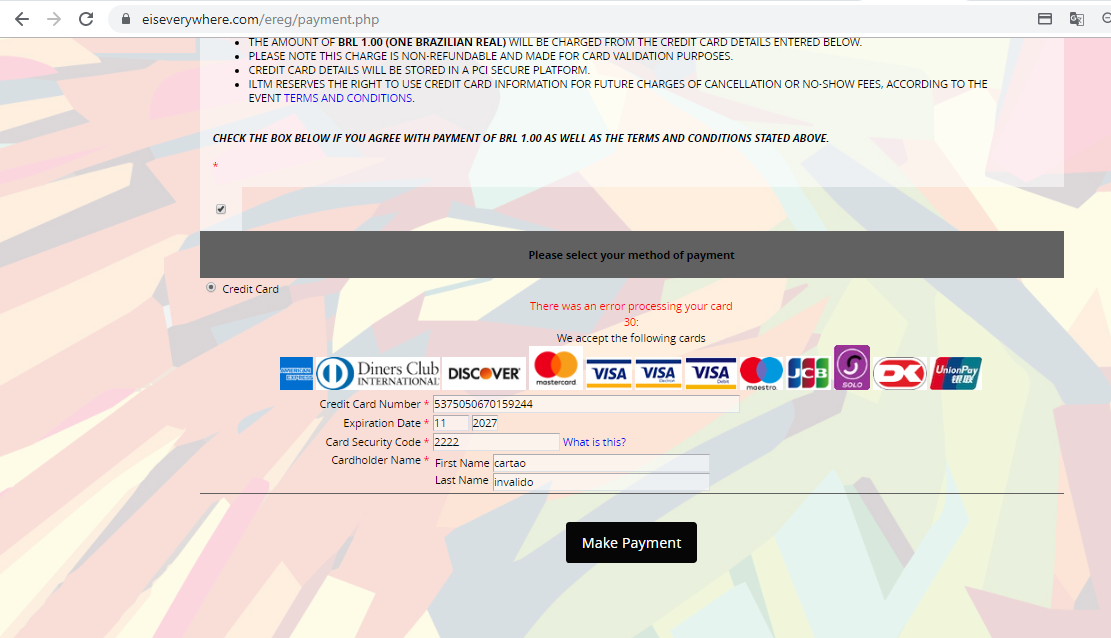 eiseverywhere.com/ereg/payment.php
THE AMOUNT OF BRL 1.00 (ONE BRAZILIAN REAL) WILL BE CHARGED FROM THE CREDIT CARD DETAILS ENTERED BELOW.
PLEASE NOTE THIS CHARGE IS NON-REFUNDABLE AND MADE FOR CARD VALIDATION PURPOSES.
CREDIT CARD DETAILS WILL BE STORED IN A PCI SECURE PLATFORM.
ILTM RESERVES THE RIGHT TO USE CREDIT CARD INFORMATION FOR FUTURE CHARGES OF CANCELLATION OR NO-SHOW FEES, ACCORDING TO THE
EVENT TERMS AND CONDITIONS.
CHECK THE BOX BELOW IF YOU AGREE WITH PAYMENT OF BRL 1.00 AS WELL AS THE TERMS AND CONDITIONS STATED ABOVE.
*
Please select your method of payment
Credit Card
There was an error processing your card
30:
We accept the following cards
AMERICAN EXPRESS Diners Club INTERNATIONAL DISCOVER mastercard VISA VISA Electron VISA Debit maestro JCB SOLO DK UnionPay 银联
Credit Card Number * 5375050670159244
Expiration Date * 11 2027
Card Security Code * 2222 What is this?
Cardholder Name * First Name cartao
Last Name invalido
Make Payment